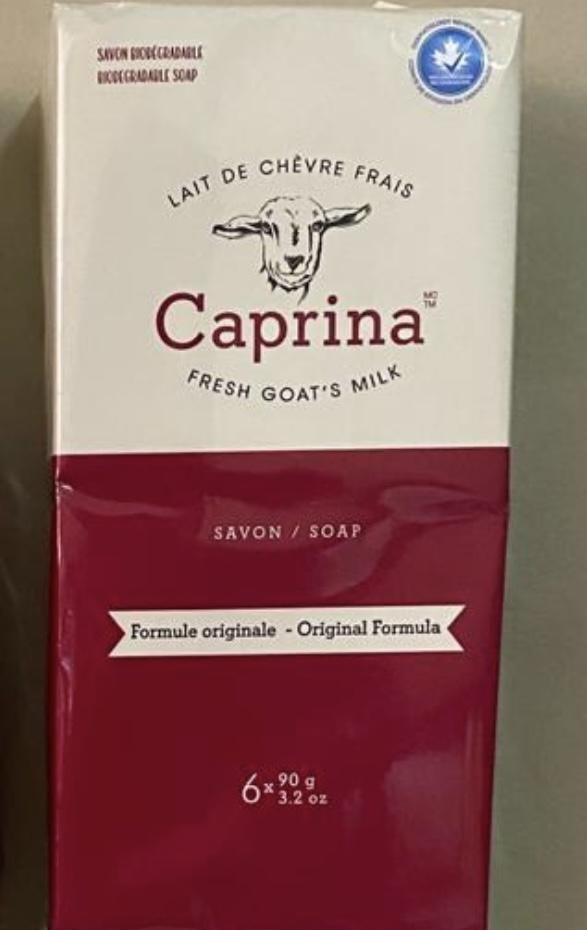 SAVON BIODÉGRADABLE
BIODEGRADABLE SOAP
LAIT DE CHÈVRE FRAIS
Caprina
MC
TM
FRESH GOAT'S MILK
SAVON / SOAP
Formule originale - Original Formula
6 x 90 g
3.2 oz